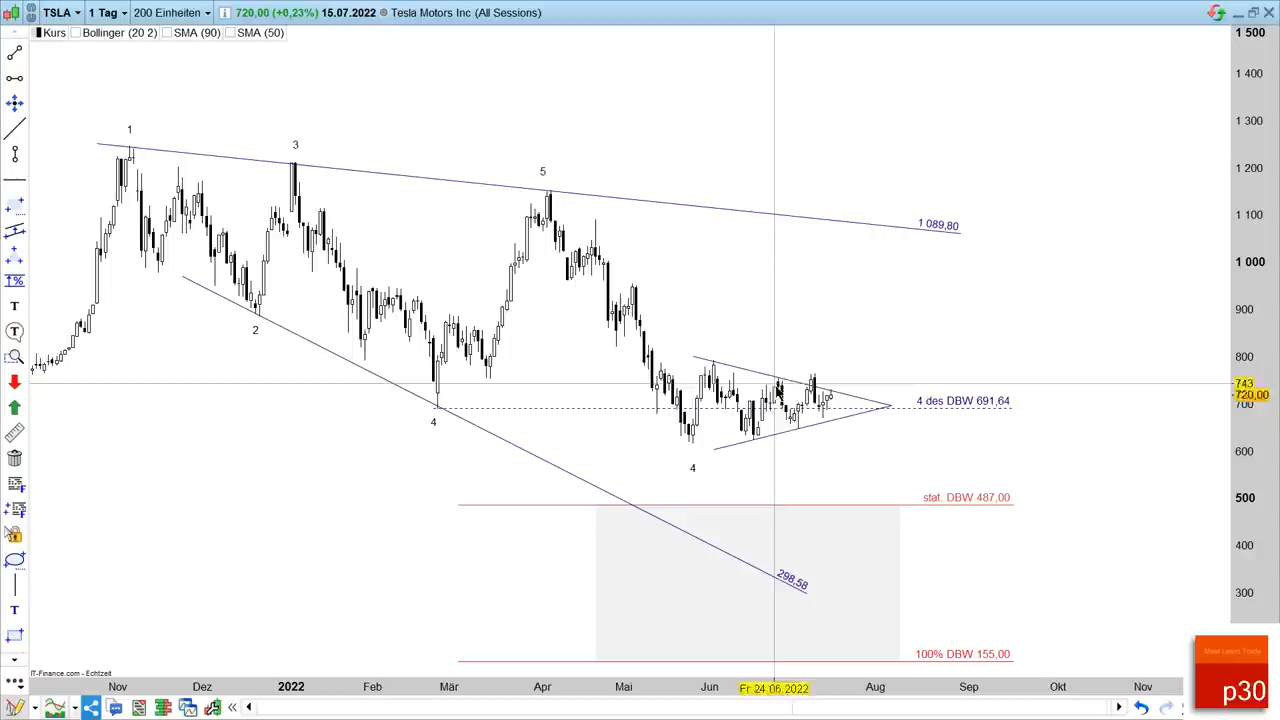 TSLA 1 Tag 200 Einheiten 720,00 (+0,23%) 15.07.2022 Tesla Motors Inc (All Sessions)
Kurs Bollinger (20 2) SMA (90) SMA (50)
1 500
1 400
1 300
1 200
1 100
1 000
900
800
743
720,00
700
600
500
400
300
1
3
5
2
4
4
1 089,80
4 des DBW 691,64
stat. DBW 487,00
298,58
100% DBW 155,00
T
T
T
IT-Finance.com - Echtzeit
Nov Dez 2022 Feb Mär Apr Mai Jun Fr 24.06.2022 Aug Sep Okt Nov
Meet Learn Trade
p30